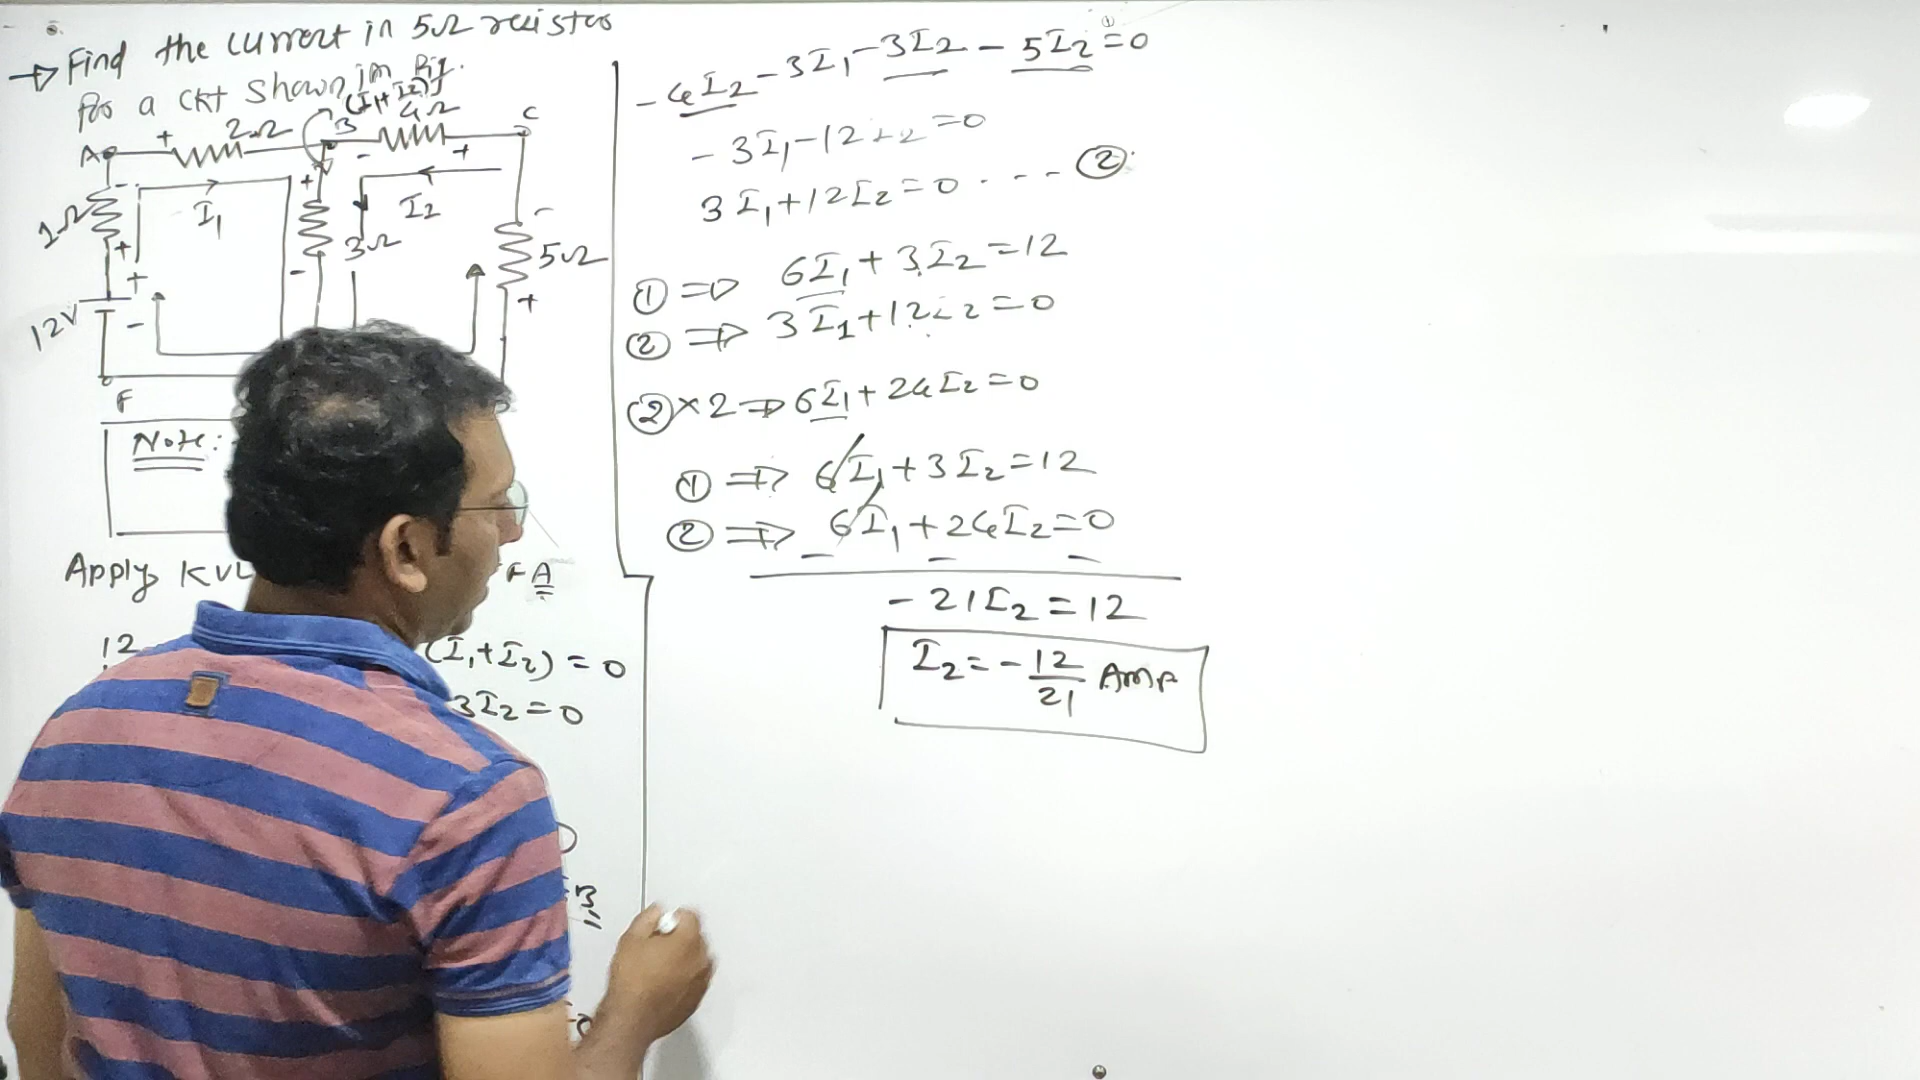 → Find the current in 5Ω resistor
for a ckt shown in fig.
(I₁+I₂)
A
2Ω
B
4Ω
C
+
-
+
1Ω
I₁
+
3Ω
I₂
-
5Ω
+
12V
+
-
F
Note:
Apply KVL
FA
12
(I₁+I₂)=0
3I₂=0
B
-4I₂-3I₁-3I₂-5I₂=0
-3I₁-12I₂=0
3I₁+12I₂=0 - - - - ②
① ⇒ 6I₁+3I₂=12
② ⇒ 3I₁+12I₂=0
②×2 ⇒ 6I₁+24I₂=0
① ⇒ 6I₁+3I₂=12
② ⇒ 6I₁+24I₂=0
- - -
-21I₂=12
I₂=-12/21 Amp